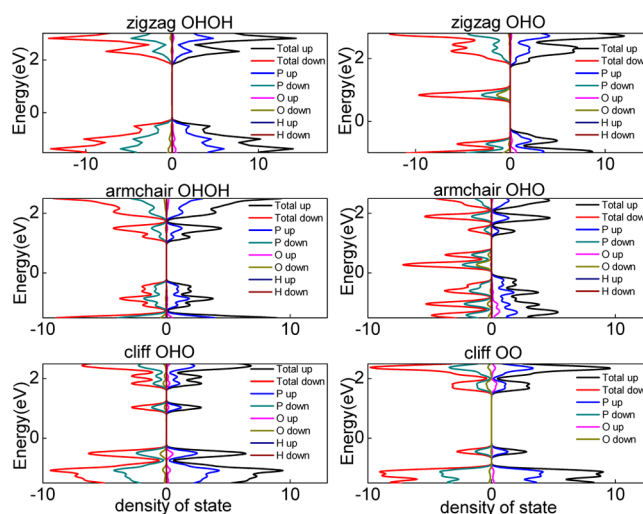 zigzag OHOH
Energy(eV)
2
0
-10
0
10
Total up
Total down
P up
P down
O up
O down
H up
H down
zigzag OHO
Energy(eV)
2
0
-10
0
10
Total up
Total down
P up
P down
O up
O down
H up
H down
armchair OHOH
Energy(eV)
2
0
-10
0
10
Total up
Total down
P up
P down
O up
O down
H up
H down
armchair OHO
Energy(eV)
2
0
-10
0
10
Total up
Total down
P up
P down
O up
O down
H up
H down
cliff OHO
Energy(eV)
2
0
-10
0
10
density of state
Total up
Total down
P up
P down
O up
O down
H up
H down
cliff OO
Energy(eV)
2
0
-10
0
10
density of state
Total up
Total down
P up
P down
O up
O down